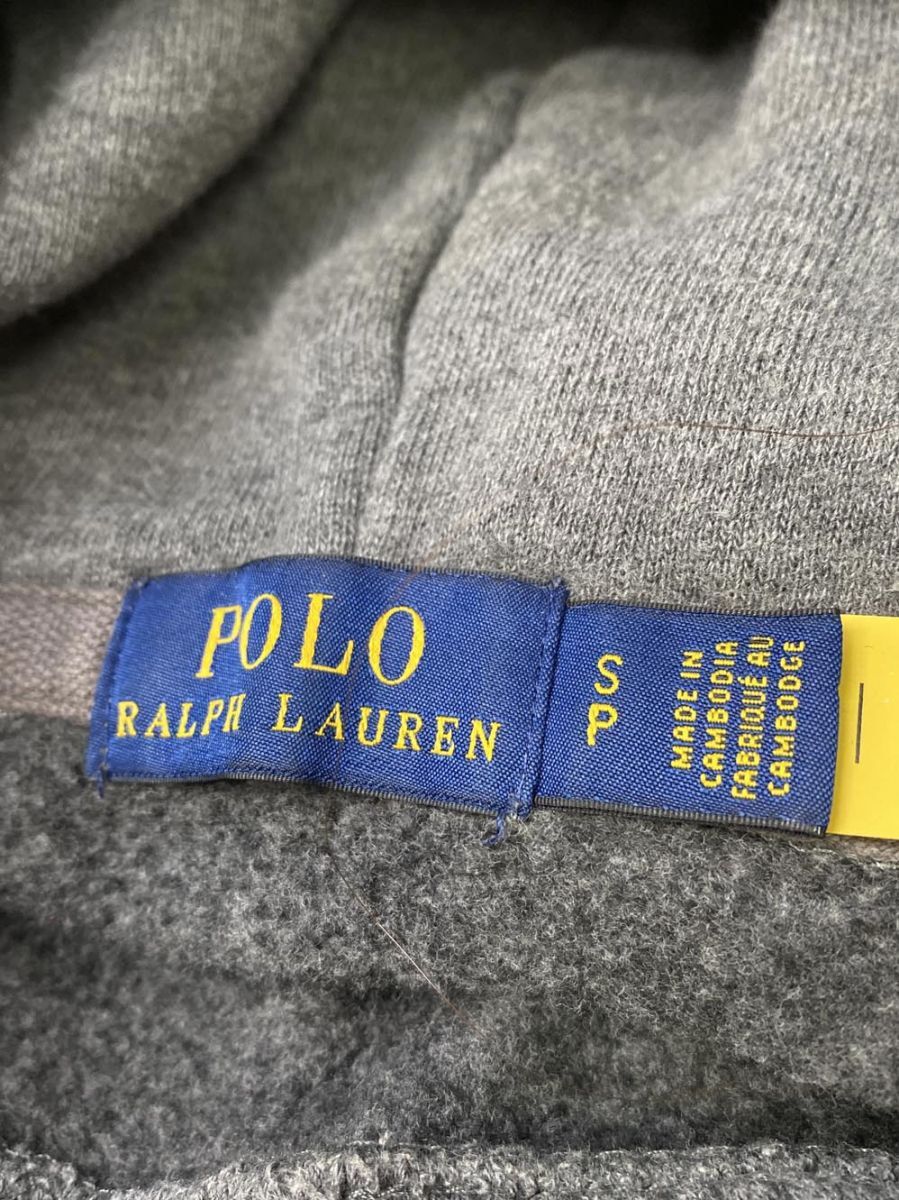 POLO
RALPH LAUREN
S
P
MADE IN
CAMBODIA
FABRIQUÉ AU
CAMBODGE